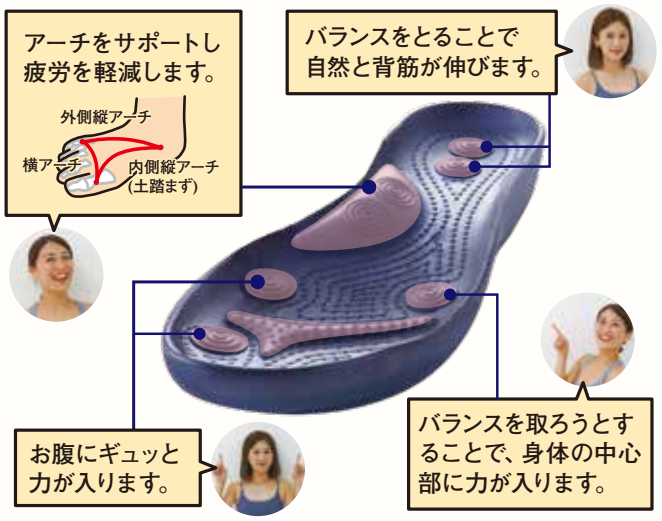 アーチをサポートし
疲労を軽減します。
外側縦アーチ
横アーチ
内側縦アーチ
(土踏まず)
バランスをとることで
自然と背筋が伸びます。
お腹にギュッと
力が入ります。
バランスを取ろうとす
ることで、身体の中心
部に力が入ります。